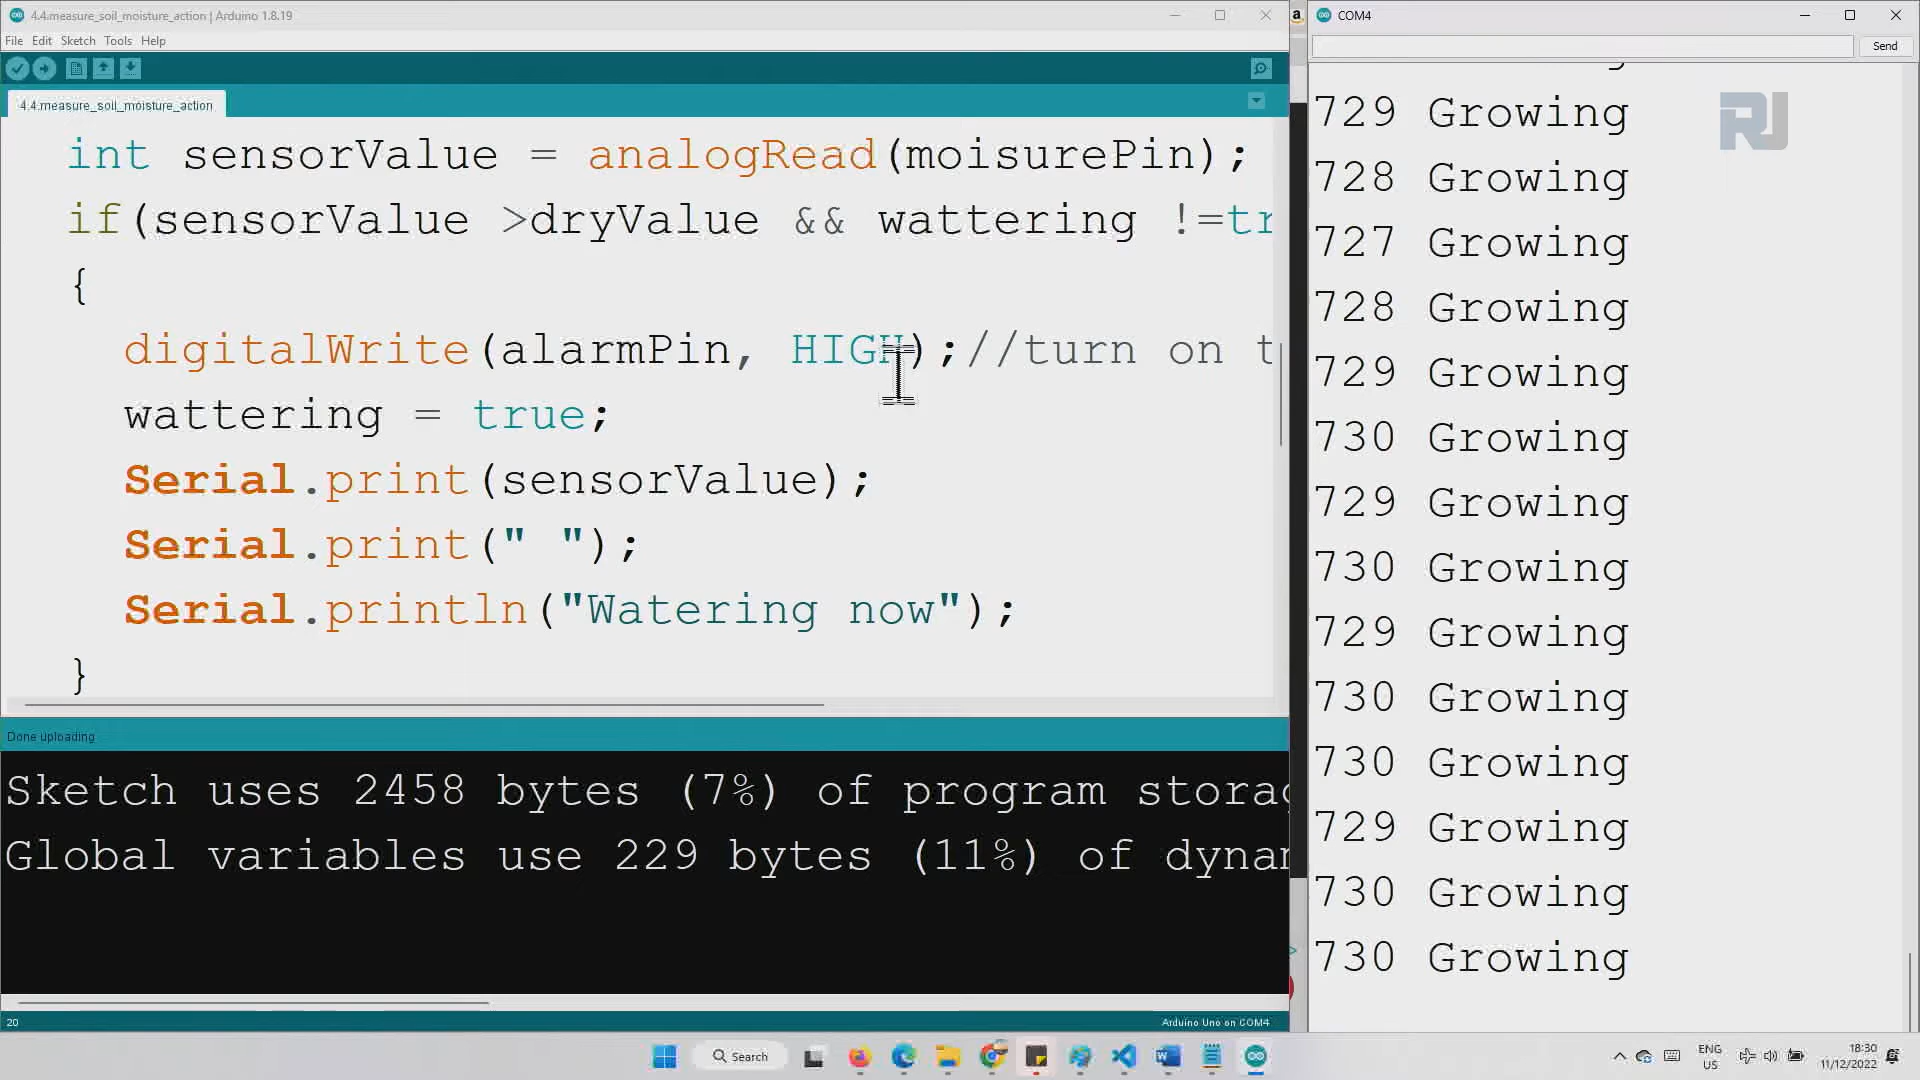 4.4.measure_soil_moisture_action | Arduino 1.8.19
File Edit Sketch Tools Help
4.4.measure_soil_moisture_action
int sensorValue = analogRead(moisurePin);
if(sensorValue >dryValue && wattering !=tr
{
digitalWrite(alarmPin, HIGH);//turn on t
wattering = true;
Serial.print(sensorValue);
Serial.print(" ");
Serial.println("Watering now");
}
Done uploading
Sketch uses 2458 bytes (7%) of program storag
Global variables use 229 bytes (11%) of dynam
20
Arduino Uno on COM4
COM4
Send
729 Growing
728 Growing
727 Growing
728 Growing
729 Growing
730 Growing
729 Growing
730 Growing
729 Growing
730 Growing
730 Growing
729 Growing
730 Growing
730 Growing
RJ
Search
ENG
US
18:30
11/12/2022